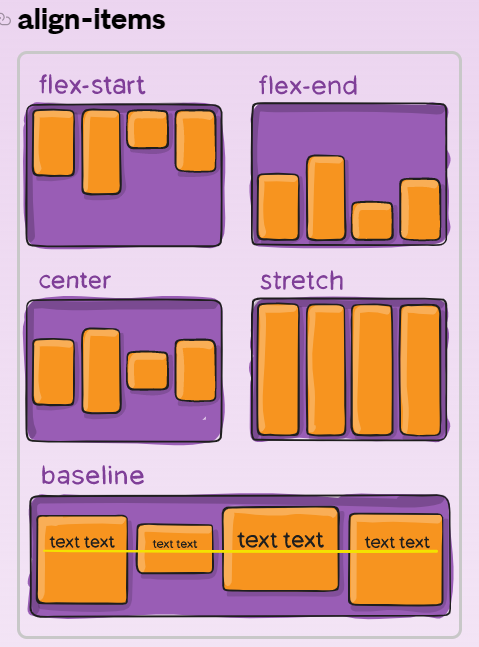 align-items
flex-start
flex-end
center
stretch
baseline
text text
text text
text text
text text